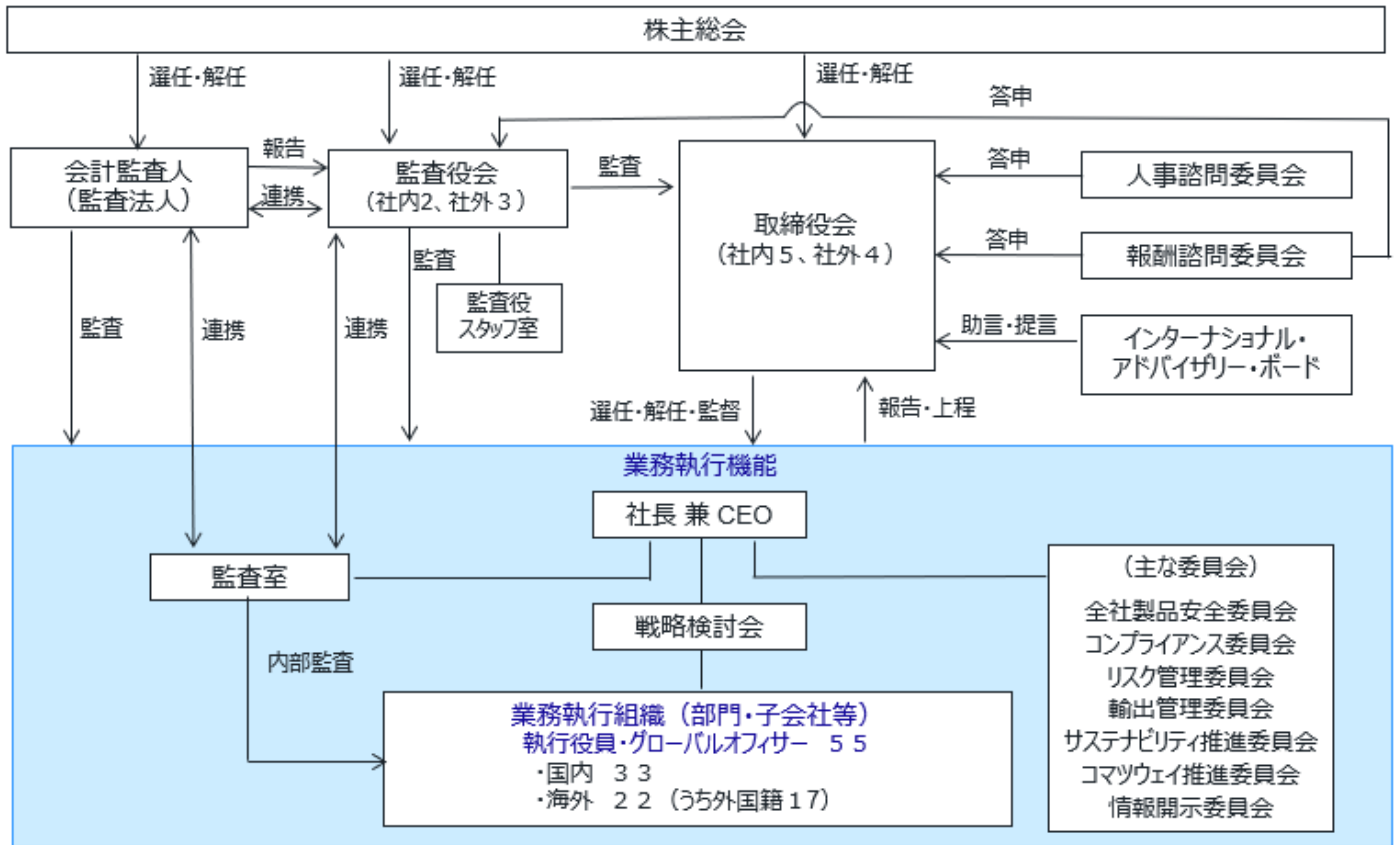 株主総会
選任・解任
選任・解任
選任・解任
答申
会計監査人
（監査法人）
報告
連携
監査役会
（社内2、社外３）
監査
取締役会
（社内５、社外４）
答申
人事諮問委員会
答申
報酬諮問委員会
助言・提言
インターナショナル・
アドバイザリー・ボード
監査
連携
連携
監査
監査役
スタッフ室
選任・解任・監督
報告・上程
業務執行機能
社長 兼 CEO
監査室
戦略検討会
内部監査
業務執行組織（部門・子会社等）
執行役員・グローバルオフィサー ５５
・国内 ３３
・海外 ２２（うち外国籍１７）
（主な委員会）
全社製品安全委員会
コンプライアンス委員会
リスク管理委員会
輸出管理委員会
サステナビリティ推進委員会
コマツウェイ推進委員会
情報開示委員会